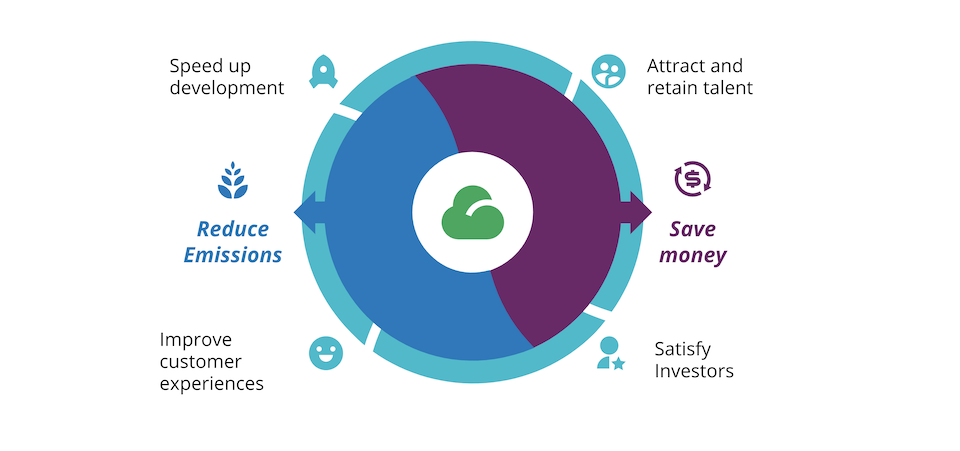 Speed up
development
Attract and
retain talent
Reduce
Emissions
Save
money
Improve
customer
experiences
Satisfy
Investors